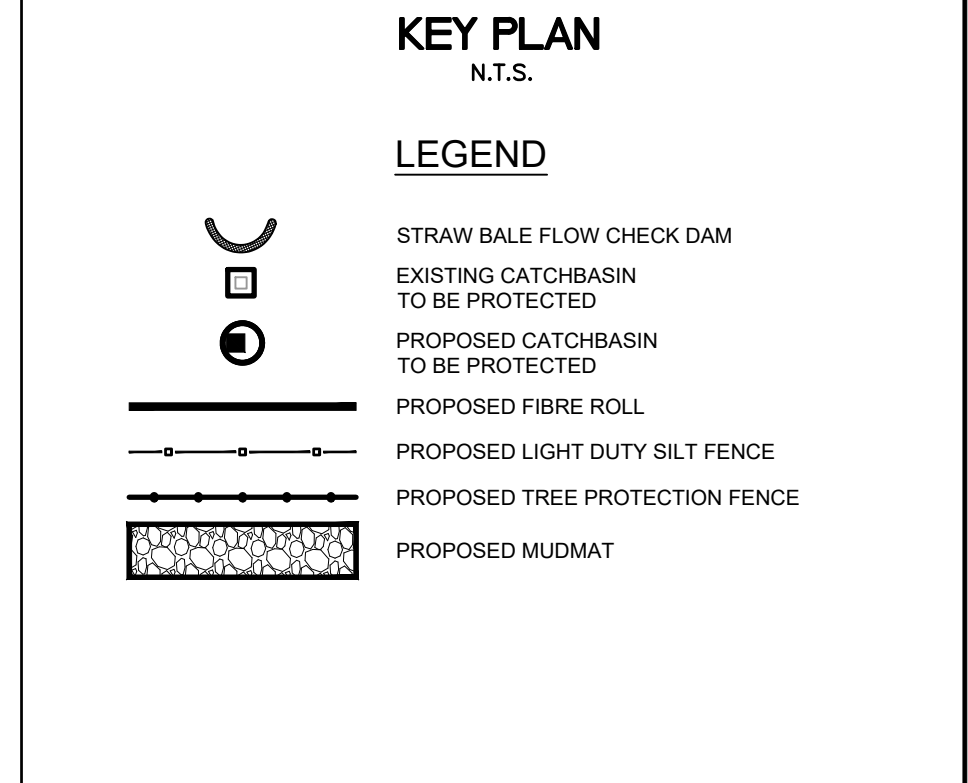 KEY PLAN
N.T.S.
LEGEND
STRAW BALE FLOW CHECK DAM
EXISTING CATCHBASIN
TO BE PROTECTED
PROPOSED CATCHBASIN
TO BE PROTECTED
PROPOSED FIBRE ROLL
PROPOSED LIGHT DUTY SILT FENCE
PROPOSED TREE PROTECTION FENCE
PROPOSED MUDMAT